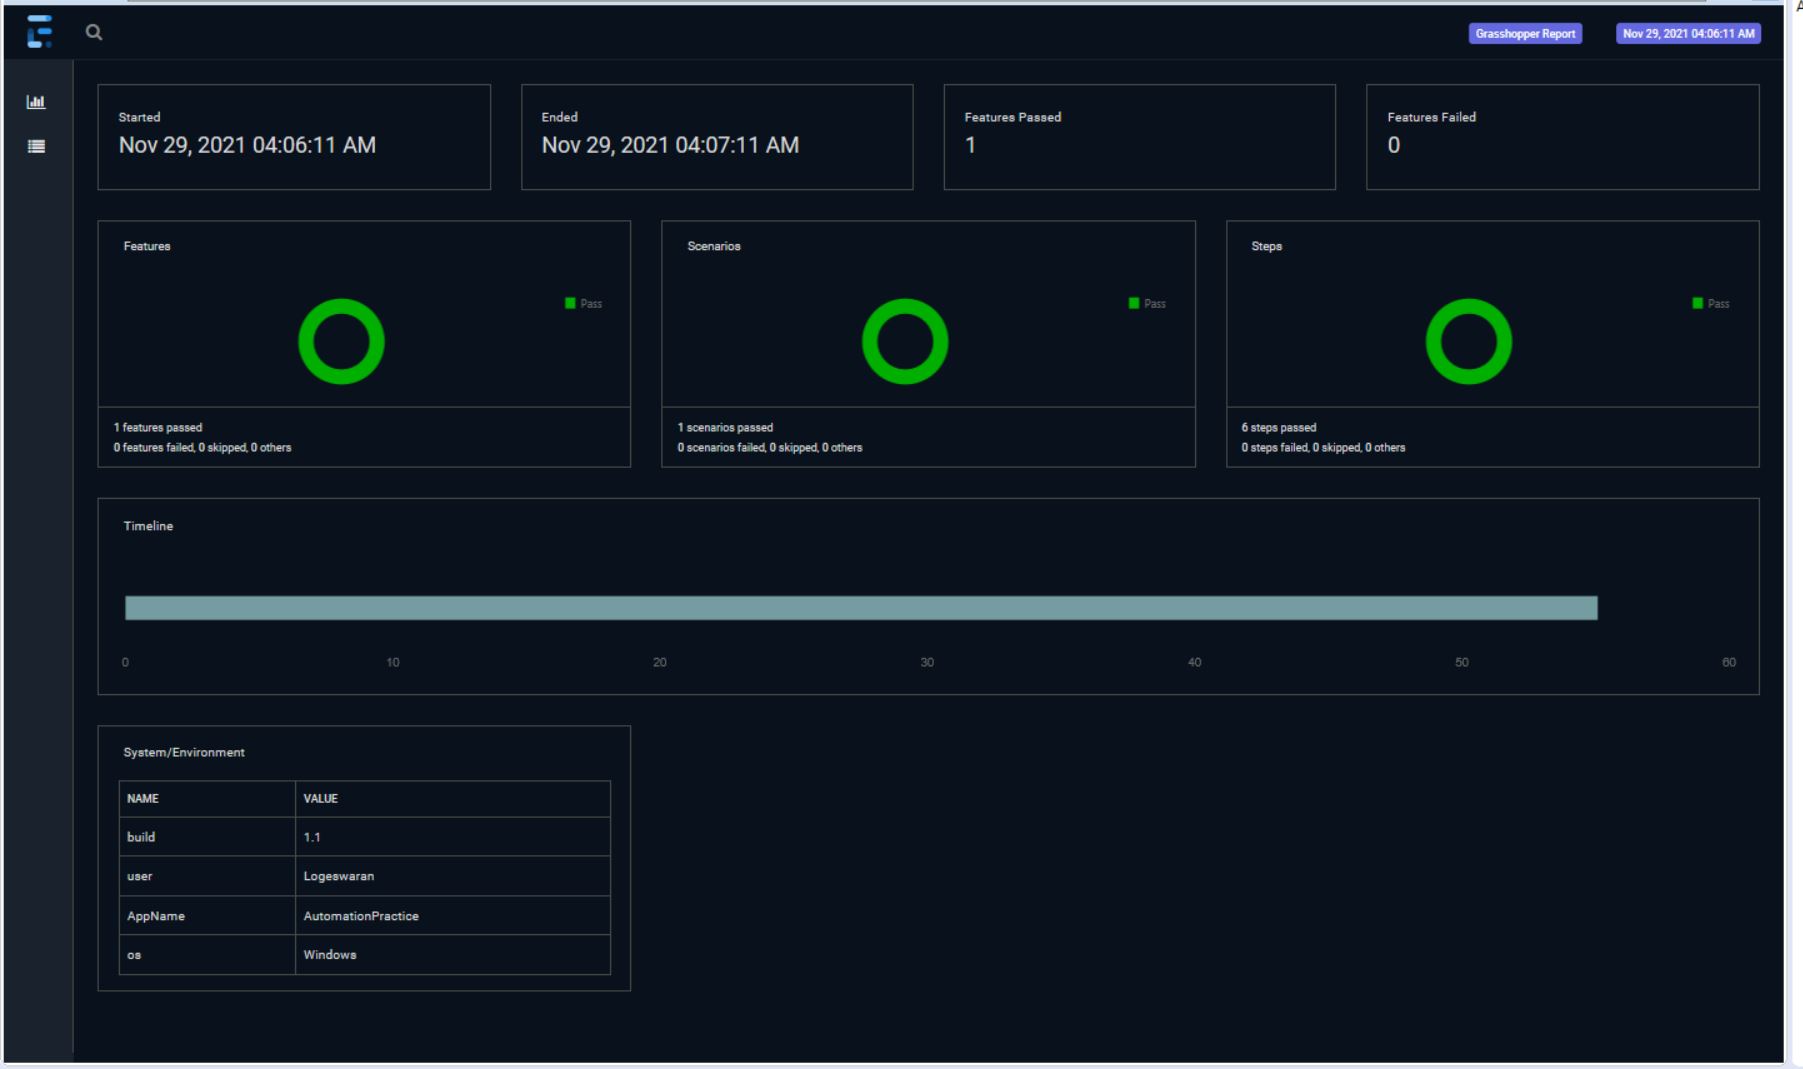 Grasshopper Report
Nov 29, 2021 04:06:11 AM
A
Started
Nov 29, 2021 04:06:11 AM
Ended
Nov 29, 2021 04:07:11 AM
Features Passed
1
Features Failed
0
Features
Pass
1 features passed
0 features failed, 0 skipped, 0 others
Scenarios
Pass
1 scenarios passed
0 scenarios failed, 0 skipped, 0 others
Steps
Pass
6 steps passed
0 steps failed, 0 skipped, 0 others
Timeline
0 10 20 30 40 50 60
System/Environment
NAME VALUE
build 1.1
user Logeswaran
AppName AutomationPractice
os Windows